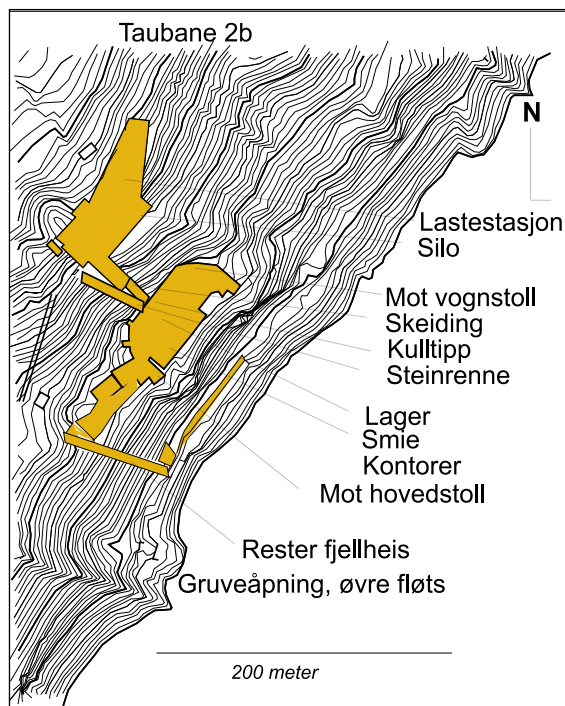 Taubane 2b
N
Lastestasjon
Silo
Mot vognstoll
Skeiding
Kulltipp
Steinrenne
Lager
Smie
Kontorer
Mot hovedstoll
Rester fjellheis
Gruveåpning, øvre fløts
200 meter